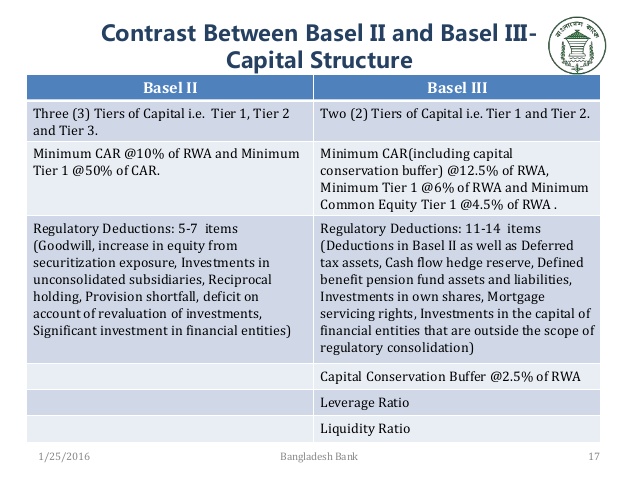 Contrast Between Basel II and Basel III-
Capital Structure
Basel II
Basel III
Three (3) Tiers of Capital i.e. Tier 1, Tier 2
and Tier 3.
Two (2) Tiers of Capital i.e. Tier 1 and Tier 2.
Minimum CAR @10% of RWA and Minimum
Tier 1 @50% of CAR.
Minimum CAR(including capital
conservation buffer) @12.5% of RWA,
Minimum Tier 1 @6% of RWA and Minimum
Common Equity Tier 1 @4.5% of RWA .
Regulatory Deductions: 5-7 items
(Goodwill, increase in equity from
securitization exposure, Investments in
unconsolidated subsidiaries, Reciprocal
holding, Provision shortfall, deficit on
account of revaluation of investments,
Significant investment in financial entities)
Regulatory Deductions: 11-14 items
(Deductions in Basel II as well as Deferred
tax assets, Cash flow hedge reserve, Defined
benefit pension fund assets and liabilities,
Investments in own shares, Mortgage
servicing rights, Investments in the capital of
financial entities that are outside the scope of
regulatory consolidation)
Capital Conservation Buffer @2.5% of RWA
Leverage Ratio
Liquidity Ratio
1/25/2016
Bangladesh Bank
17